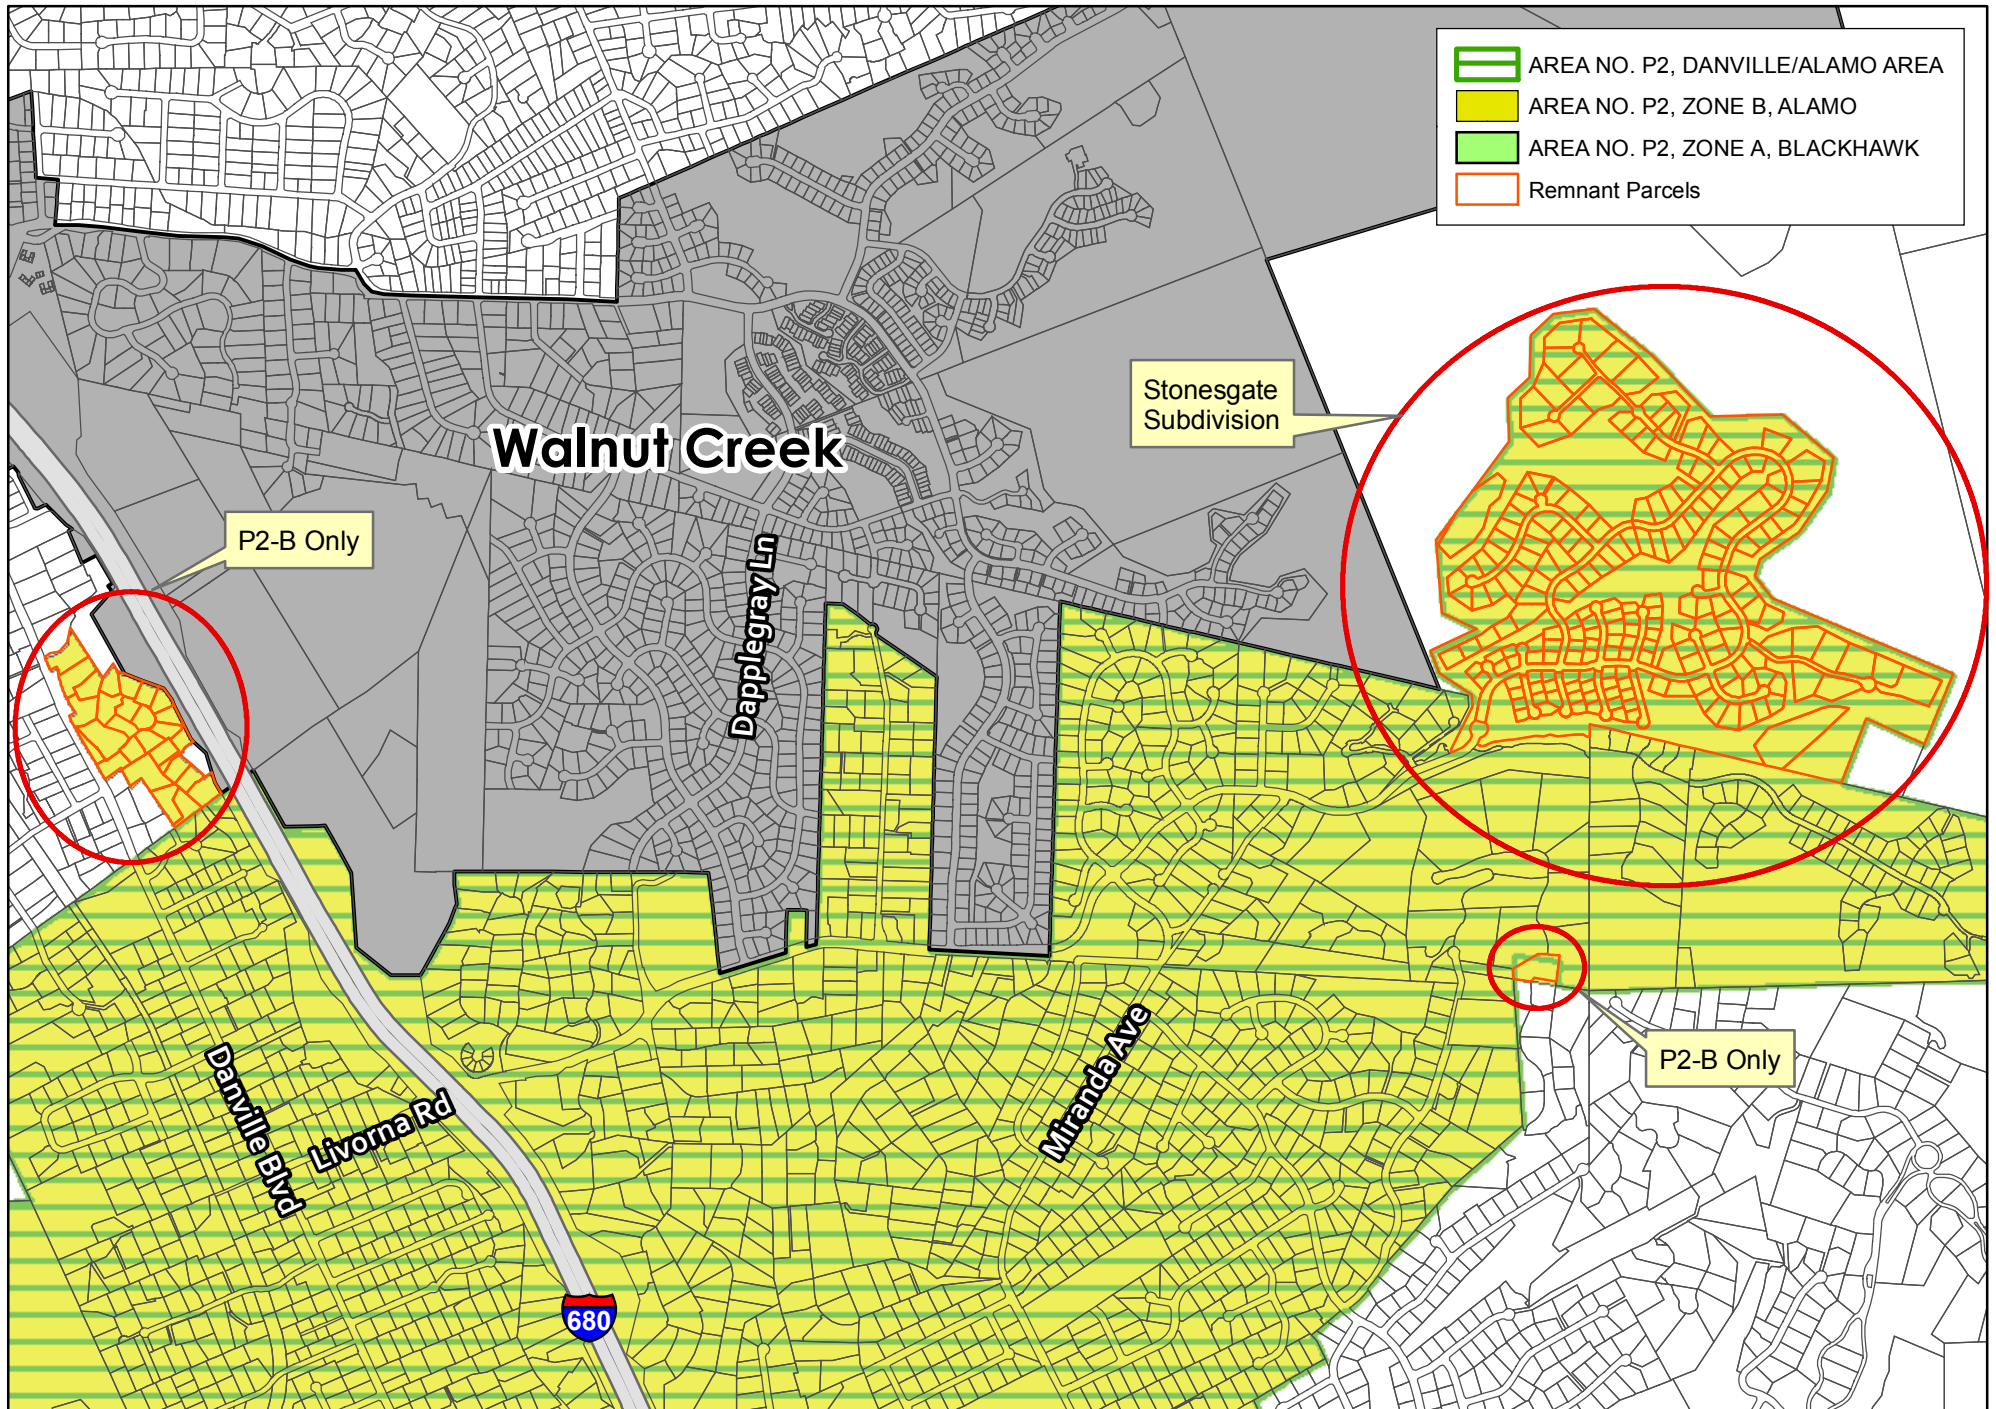 AREA NO. P2, DANVILLE/ALAMO AREA
AREA NO. P2, ZONE B, ALAMO
AREA NO. P2, ZONE A, BLACKHAWK
Remnant Parcels
Stonesgate
Subdivision
Walnut Creek
P2-B Only
Dapplegray Ln
P2-B Only
Miranda Ave
Danville Blvd
Livorna Rd
680